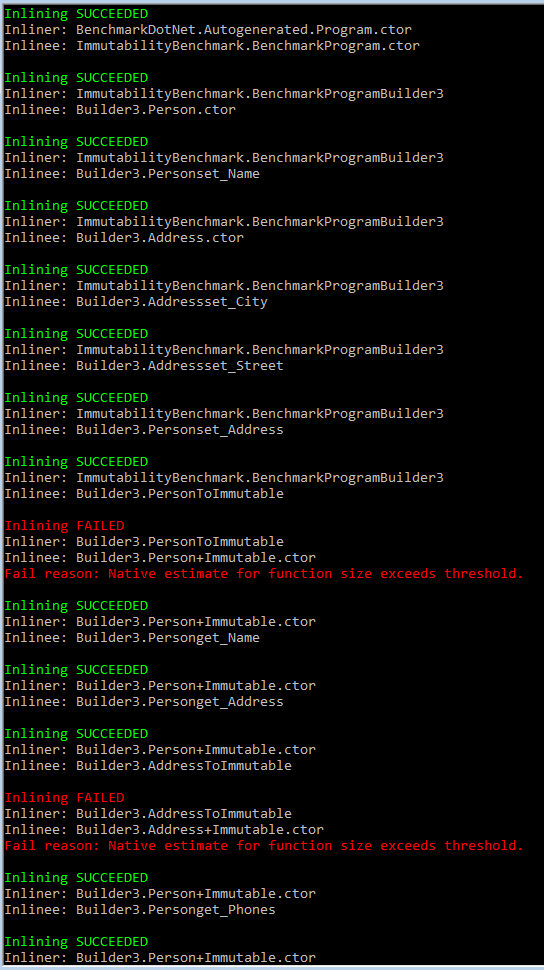 Inlining SUCCEEDED
Inliner: BenchmarkDotNet.Autogenerated.Program.ctor
Inlinee: ImmutabilityBenchmark.BenchmarkProgram.ctor
Inlining SUCCEEDED
Inliner: ImmutabilityBenchmark.BenchmarkProgramBuilder3
Inlinee: Builder3.Person.ctor
Inlining SUCCEEDED
Inliner: ImmutabilityBenchmark.BenchmarkProgramBuilder3
Inlinee: Builder3.Personset_Name
Inlining SUCCEEDED
Inliner: ImmutabilityBenchmark.BenchmarkProgramBuilder3
Inlinee: Builder3.Address.ctor
Inlining SUCCEEDED
Inliner: ImmutabilityBenchmark.BenchmarkProgramBuilder3
Inlinee: Builder3.Addressset_City
Inlining SUCCEEDED
Inliner: ImmutabilityBenchmark.BenchmarkProgramBuilder3
Inlinee: Builder3.Addressset_Street
Inlining SUCCEEDED
Inliner: ImmutabilityBenchmark.BenchmarkProgramBuilder3
Inlinee: Builder3.Personset_Address
Inlining SUCCEEDED
Inliner: ImmutabilityBenchmark.BenchmarkProgramBuilder3
Inlinee: Builder3.PersonToImmutable
Inlining FAILED
Inliner: Builder3.PersonToImmutable
Inlinee: Builder3.Person+Immutable.ctor
Fail reason: Native estimate for function size exceeds threshold.
Inlining SUCCEEDED
Inliner: Builder3.Person+Immutable.ctor
Inlinee: Builder3.Personget_Name
Inlining SUCCEEDED
Inliner: Builder3.Person+Immutable.ctor
Inlinee: Builder3.Personget_Address
Inlining SUCCEEDED
Inliner: Builder3.Person+Immutable.ctor
Inlinee: Builder3.AddressToImmutable
Inlining FAILED
Inliner: Builder3.AddressToImmutable
Inlinee: Builder3.Address+Immutable.ctor
Fail reason: Native estimate for function size exceeds threshold.
Inlining SUCCEEDED
Inliner: Builder3.Person+Immutable.ctor
Inlinee: Builder3.Personget_Phones
Inlining SUCCEEDED
Inliner: Builder3.Person+Immutable.ctor